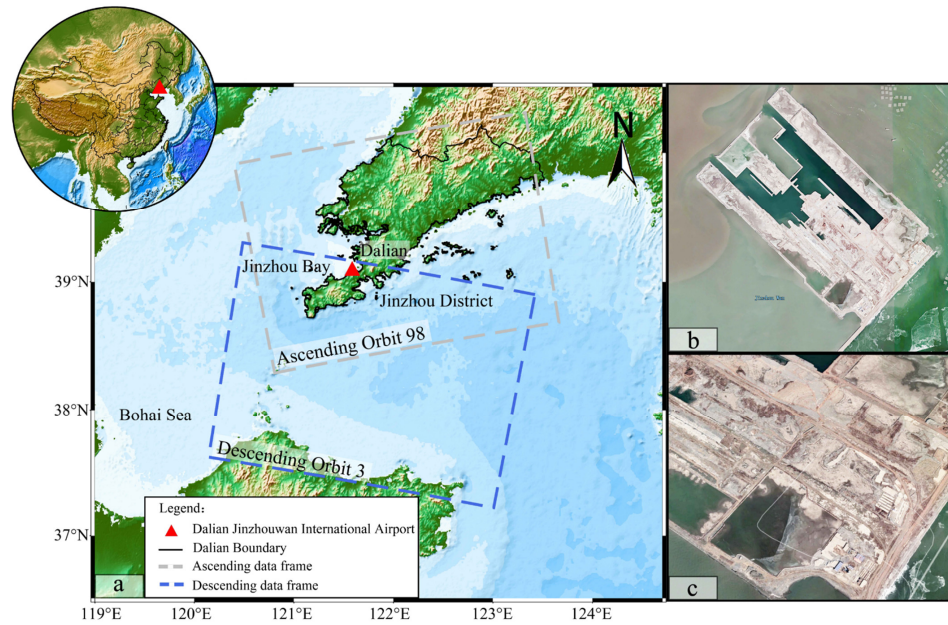 N
39°N
38°N
37°N
119°E
120°E
121°E
122°E
123°E
124°E
Dalian
Jinzhou Bay
Jinzhou District
Ascending Orbit 98
Bohai Sea
Descending Orbit 3
Legend：
Dalian Jinzhouwan International Airport
Dalian Boundary
Ascending data frame
Descending data frame
a
b
c